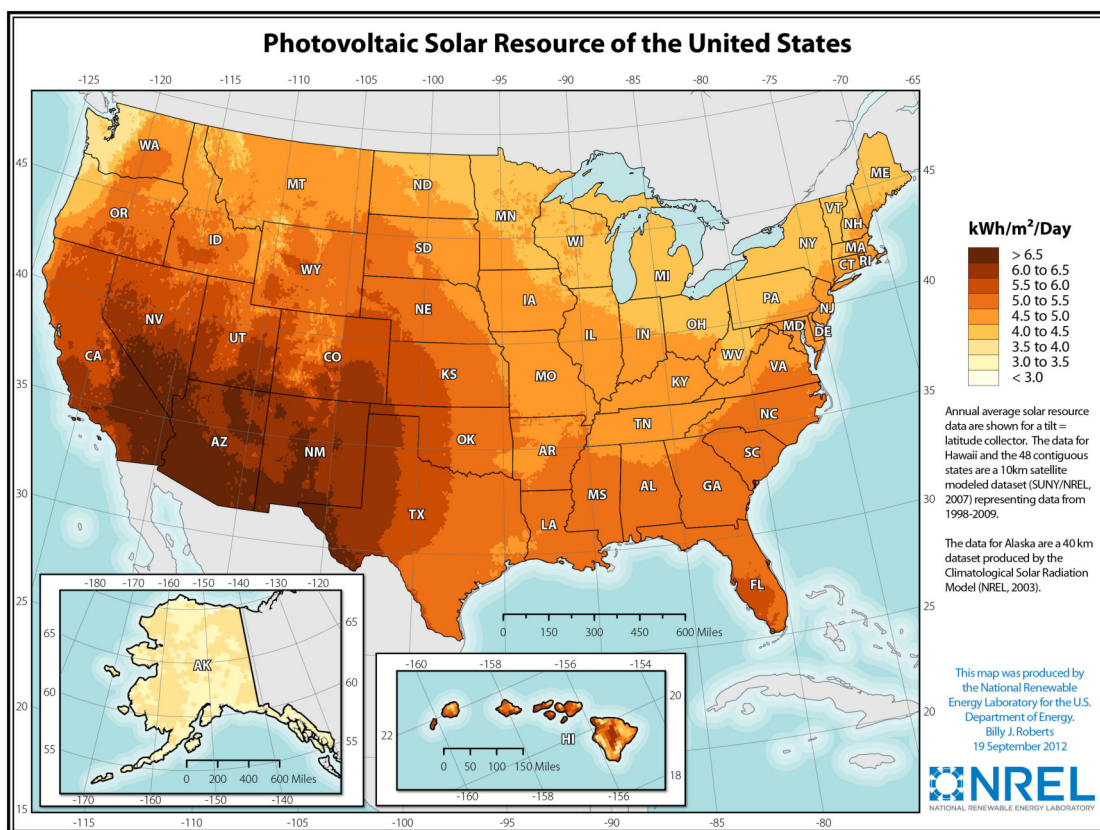 Photovoltaic Solar Resource of the United States
-125 -120 -115 -110 -105 -100 -95 -90 -85 -80 -75 -70 -65
45
40
35
30
25
20
15
45
40
35
30
25
20
-115 -110 -105 -100 -95 -90 -85 -80
WA
OR
CA
NV
ID
MT
WY
UT
CO
AZ
NM
ND
SD
NE
KS
OK
TX
MN
IA
MO
AR
LA
WI
IL
MI
IN
OH
KY
TN
MS
AL
GA
FL
SC
NC
VA
WV
PA
NY
VT
NH
ME
MA
CT
RI
NJ
MD
DE
0 150 300 450 600 Miles
-180 -170 -160 -150 -140 -130 -120
65
60
55
65
60
55
AK
0 200 400 600 Miles
-170 -160 -150 -140
-160 -158 -156 -154
22
20
18
HI
0 50 100 150 Miles
-160 -158 -156
kWh/m²/Day
> 6.5
6.0 to 6.5
5.5 to 6.0
5.0 to 5.5
4.5 to 5.0
4.0 to 4.5
3.5 to 4.0
3.0 to 3.5
< 3.0
Annual average solar resource
data are shown for a tilt =
latitude collector. The data for
Hawaii and the 48 contiguous
states are a 10km satellite
modeled dataset (SUNY/NREL,
2007) representing data from
1998-2009.
The data for Alaska are a 40 km
dataset produced by the
Climatological Solar Radiation
Model (NREL, 2003).
This map was produced by
the National Renewable
Energy Laboratory for the U.S.
Department of Energy.
Billy J. Roberts
19 September 2012
NREL
NATIONAL RENEWABLE ENERGY LABORATORY